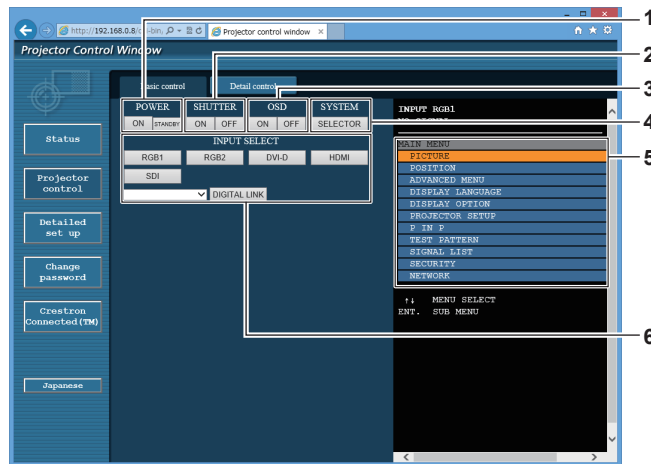 http://192.168.0.8/cgi-bin,
Projector control window
Projector Control Window
Basic control
Detail control
POWER
SHUTTER
OSD
SYSTEM
ON
STANDBY
ON
OFF
ON
OFF
SELECTOR
INPUT SELECT
RGB1
RGB2
DVI-D
HDMI
SDI
DIGITAL LINK
Status
Projector
control
Detailed
set up
Change
password
Crestron
Connected(TM)
Japanese
INPUT RGB1
NO SIGNAL
MAIN MENU
PICTURE
POSITION
ADVANCED MENU
DISPLAY LANGUAGE
DISPLAY OPTION
PROJECTOR SETUP
P IN P
TEST PATTERN
SIGNAL LIST
SECURITY
NETWORK
↑↓ MENU SELECT
ENT. SUB MENU
1
2
3
4
5
6